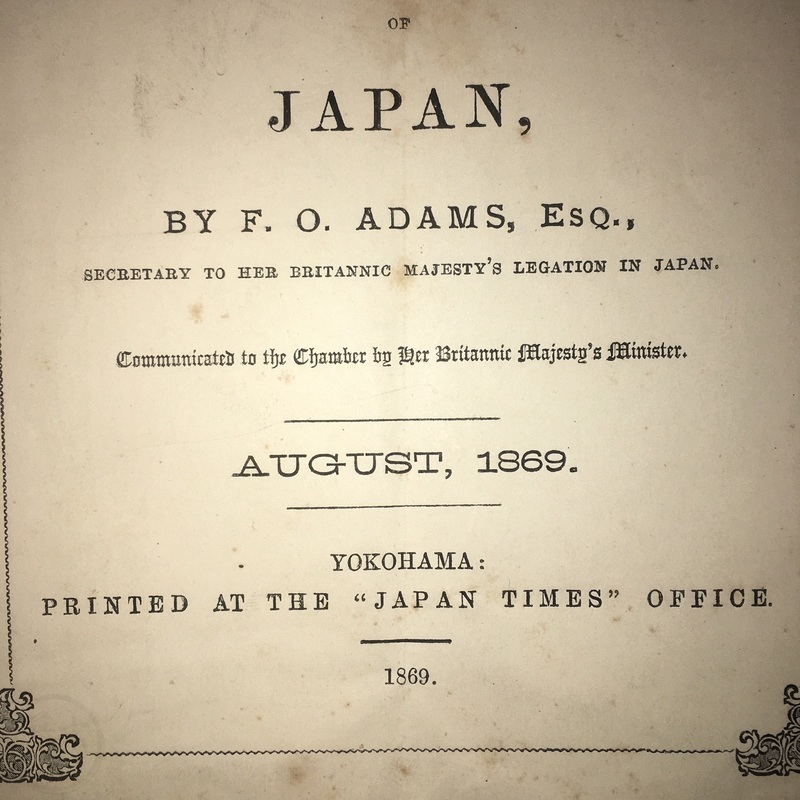 OF
JAPAN,
BY F. O. ADAMS, ESQ.,
SECRETARY TO HER BRITANNIC MAJESTY'S LEGATION IN JAPAN.
Communicated to the Chamber by Her Britannic Majesty's Minister.
AUGUST, 1869.
YOKOHAMA:
PRINTED AT THE “JAPAN TIMES” OFFICE.
1869.